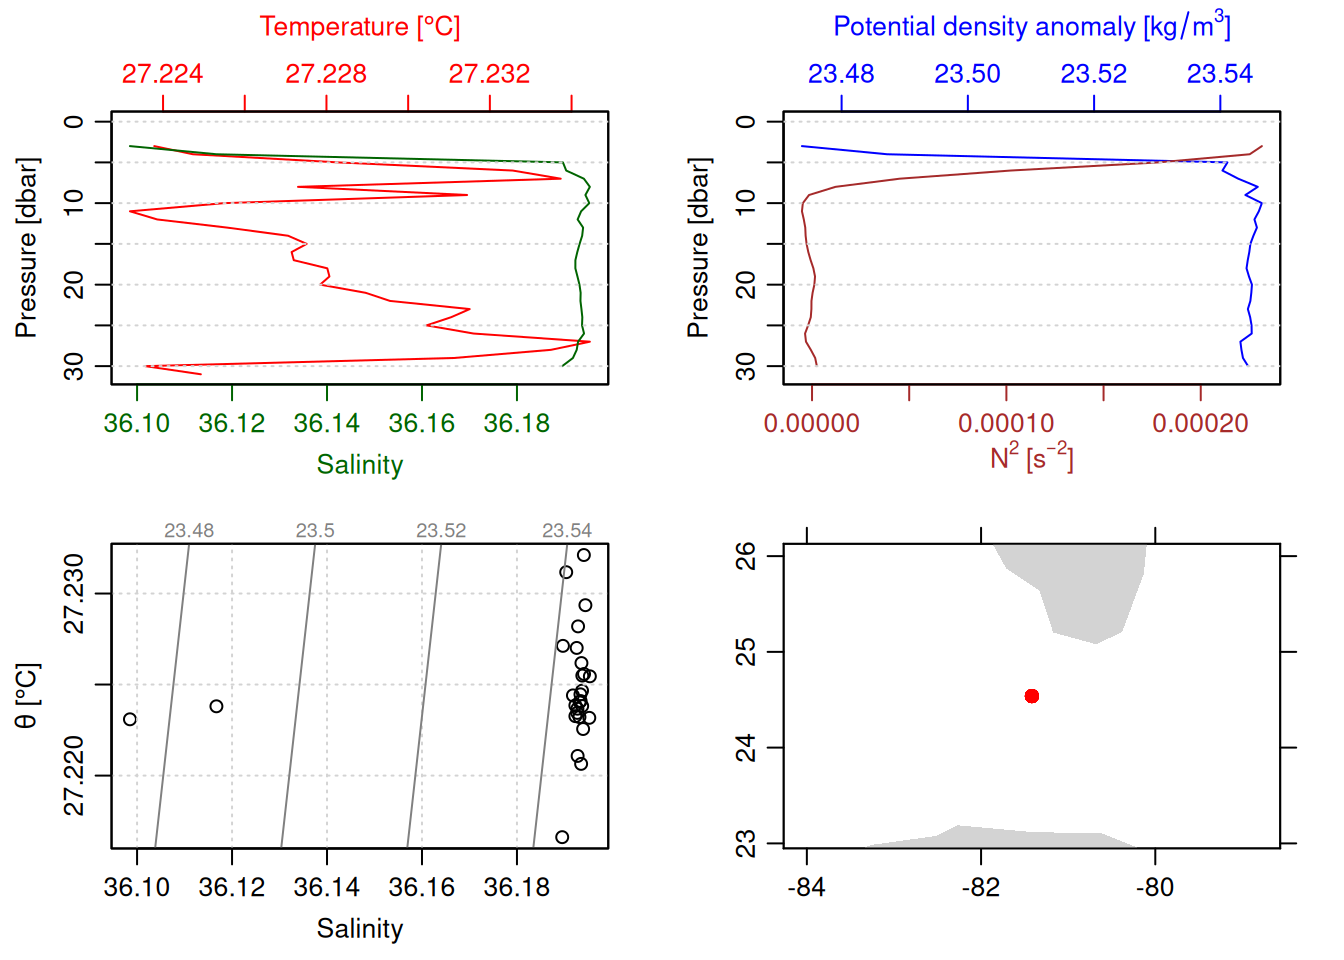 Temperature [°C]
27.224 27.228 27.232
Pressure [dbar]
0
10
20
30
36.10 36.12 36.14 36.16 36.18
Salinity
Potential density anomaly [kg/m³]
23.48 23.50 23.52 23.54
Pressure [dbar]
0
10
20
30
0.00000 0.00010 0.00020
N² [s⁻²]
23.48 23.5 23.52 23.54
θ [°C]
27.230
27.220
36.10 36.12 36.14 36.16 36.18
Salinity
26
25
24
23
-84 -82 -80